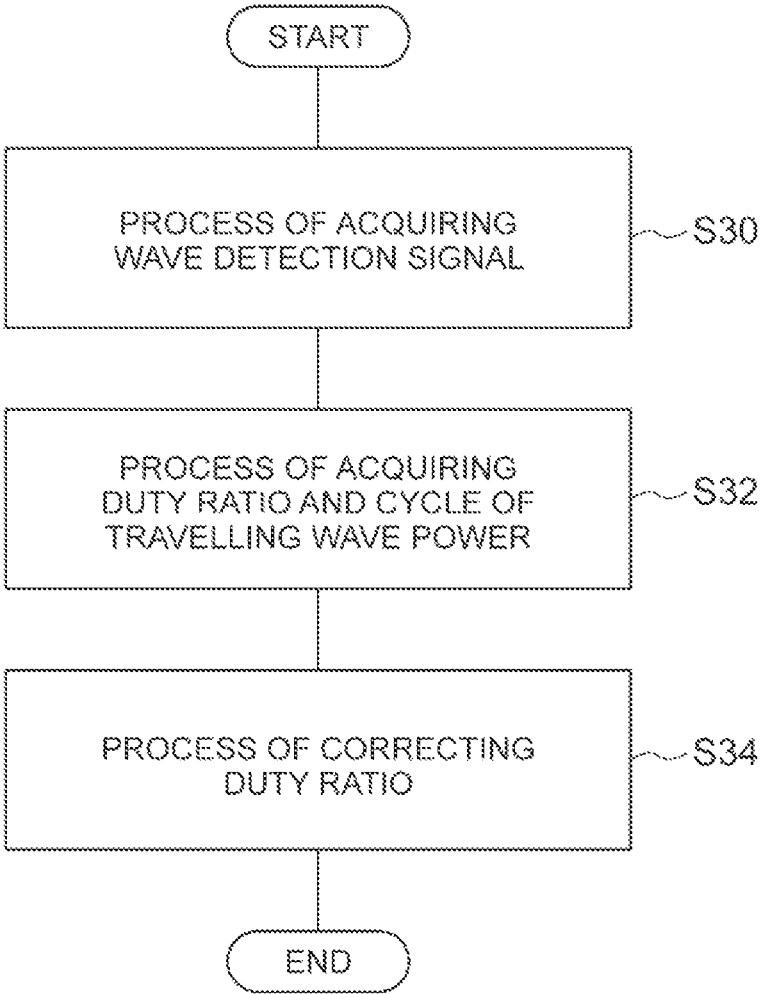 START
PROCESS OF ACQUIRING
WAVE DETECTION SIGNAL
S30
PROCESS OF ACQUIRING
DUTY RATIO AND CYCLE OF
TRAVELLING WAVE POWER
S32
PROCESS OF CORRECTING
DUTY RATIO
S34
END